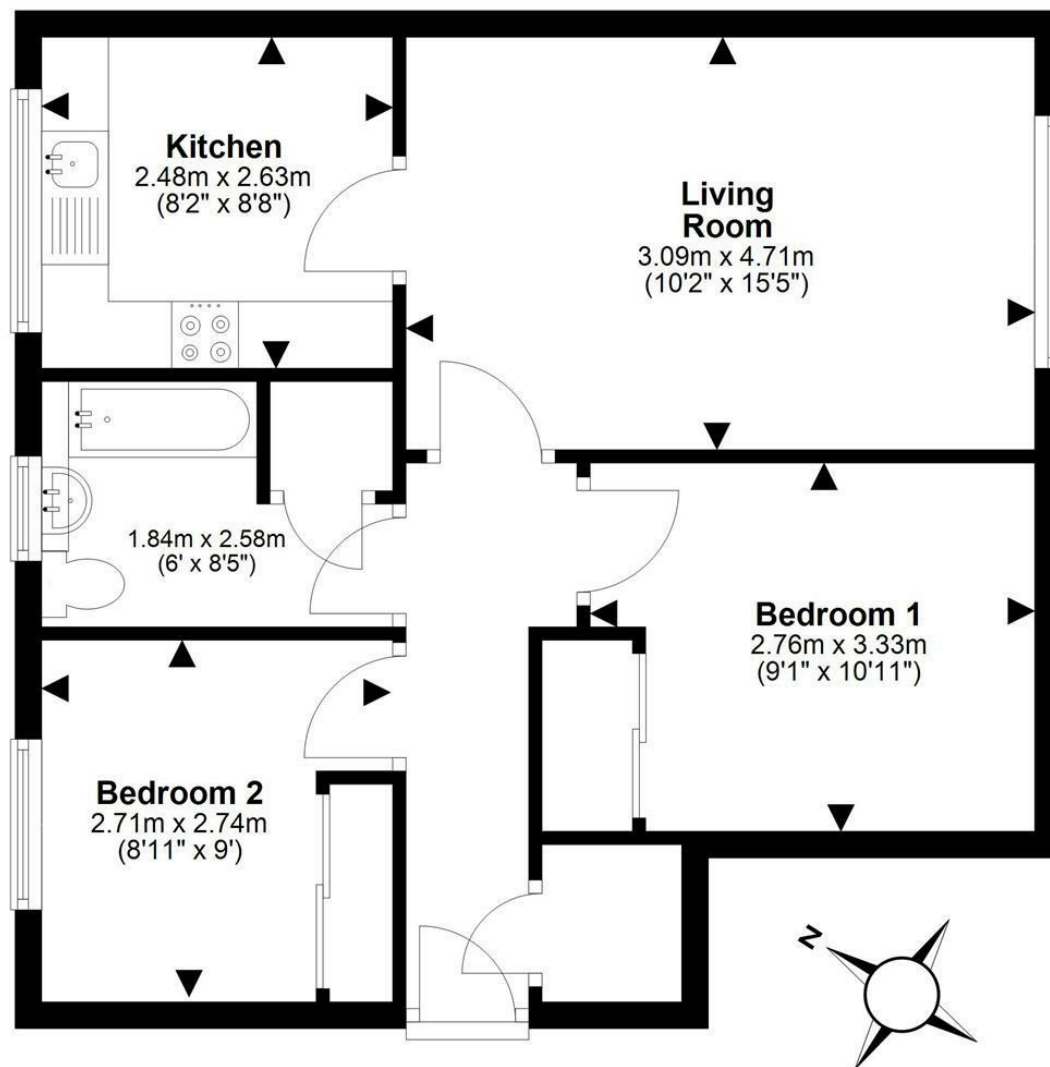 Kitchen
2.48m x 2.63m
(8'2" x 8'8")
Living
Room
3.09m x 4.71m
(10'2" x 15'5")
1.84m x 2.58m
(6' x 8'5")
Bedroom 1
2.76m x 3.33m
(9'1" x 10'11")
Bedroom 2
2.71m x 2.74m
(8'11" x 9')
N